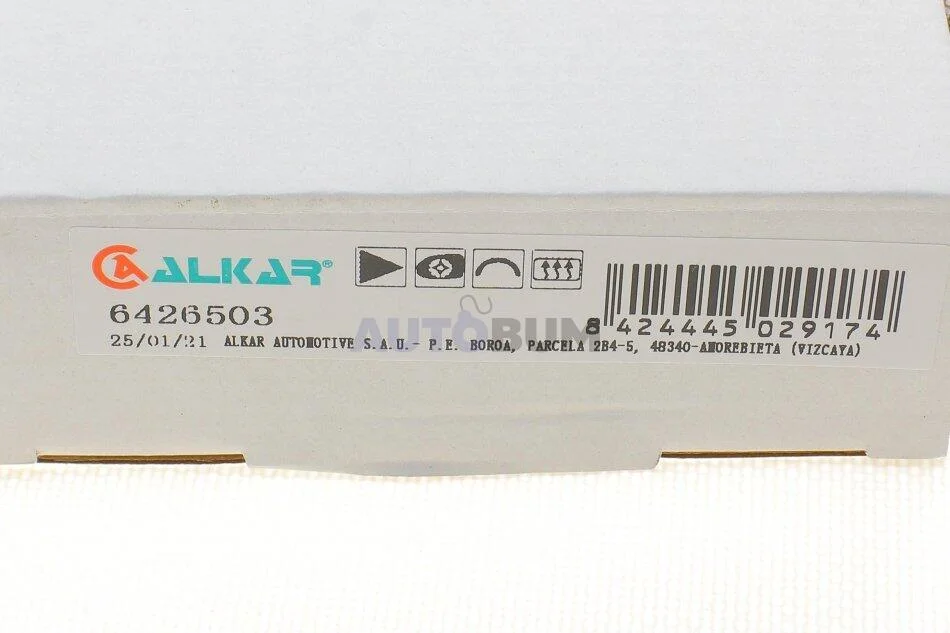 ALKAR®
6426503
8 424445 029174
25/01/21 ALKAR AUTOMOTIVE S.A.U.- P.E. BOROA, PARCELA 2B4-5, 48340-AMOREBIETA (VIZCAYA)
AUTOBUM